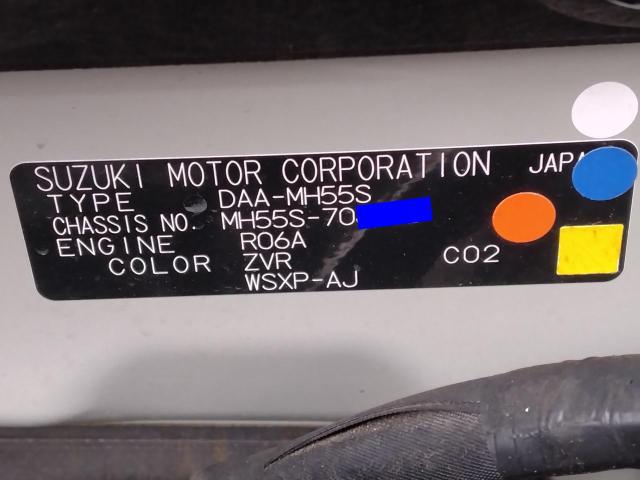 SUZUKI MOTOR CORPORATION JAPA
TYPE DAA-MH55S
CHASSIS NO. MH55S-70
ENGINE R06A
COLOR ZVR C02
WSXP-AJ